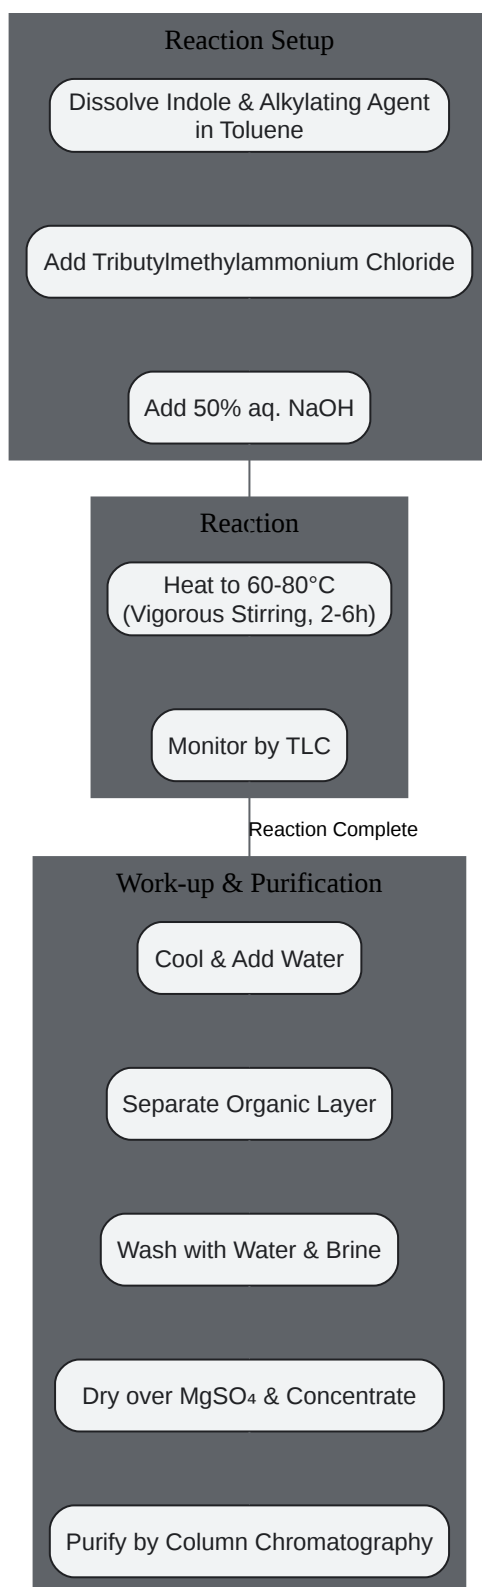 Reaction Setup
Dissolve Indole & Alkylating Agent
in Toluene
Add Tributylmethylammonium Chloride
Add 50% aq. NaOH
Reaction
Heat to 60-80°C
(Vigorous Stirring, 2-6h)
Monitor by TLC
Reaction Complete
Work-up & Purification
Cool & Add Water
Separate Organic Layer
Wash with Water & Brine
Dry over MgSO₄ & Concentrate
Purify by Column Chromatography